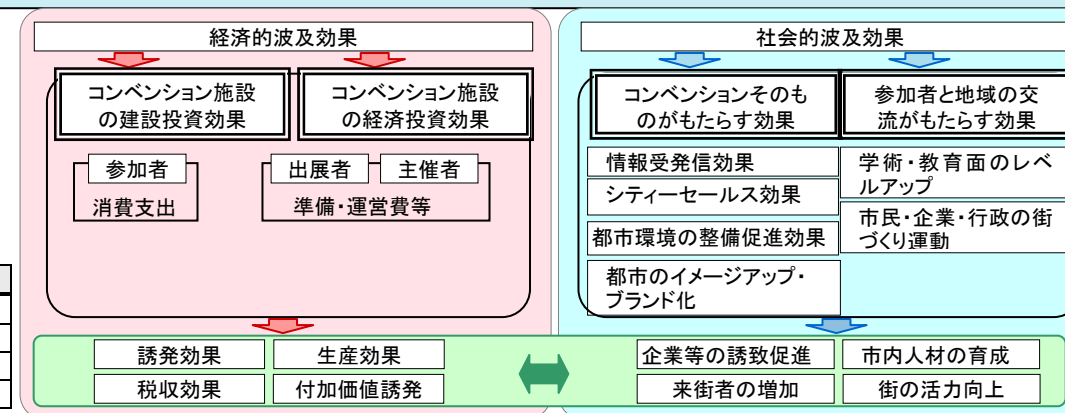 経済的波及効果
コンベンション施設
の建設投資効果
コンベンション施設
の経済投資効果
参加者
消費支出
出展者
主催者
準備・運営費等
社会的波及効果
コンベンションそのも
のがもたらす効果
参加者と地域の交
流がもたらす効果
情報受発信効果
シティーセールス効果
都市環境の整備促進効果
都市のイメージアップ・
ブランド化
学術・教育面のレベ
ルアップ
市民・企業・行政の街
づくり運動
誘発効果
生産効果
税収効果
付加価値誘発
企業等の誘致促進
市内人材の育成
来街者の増加
街の活力向上